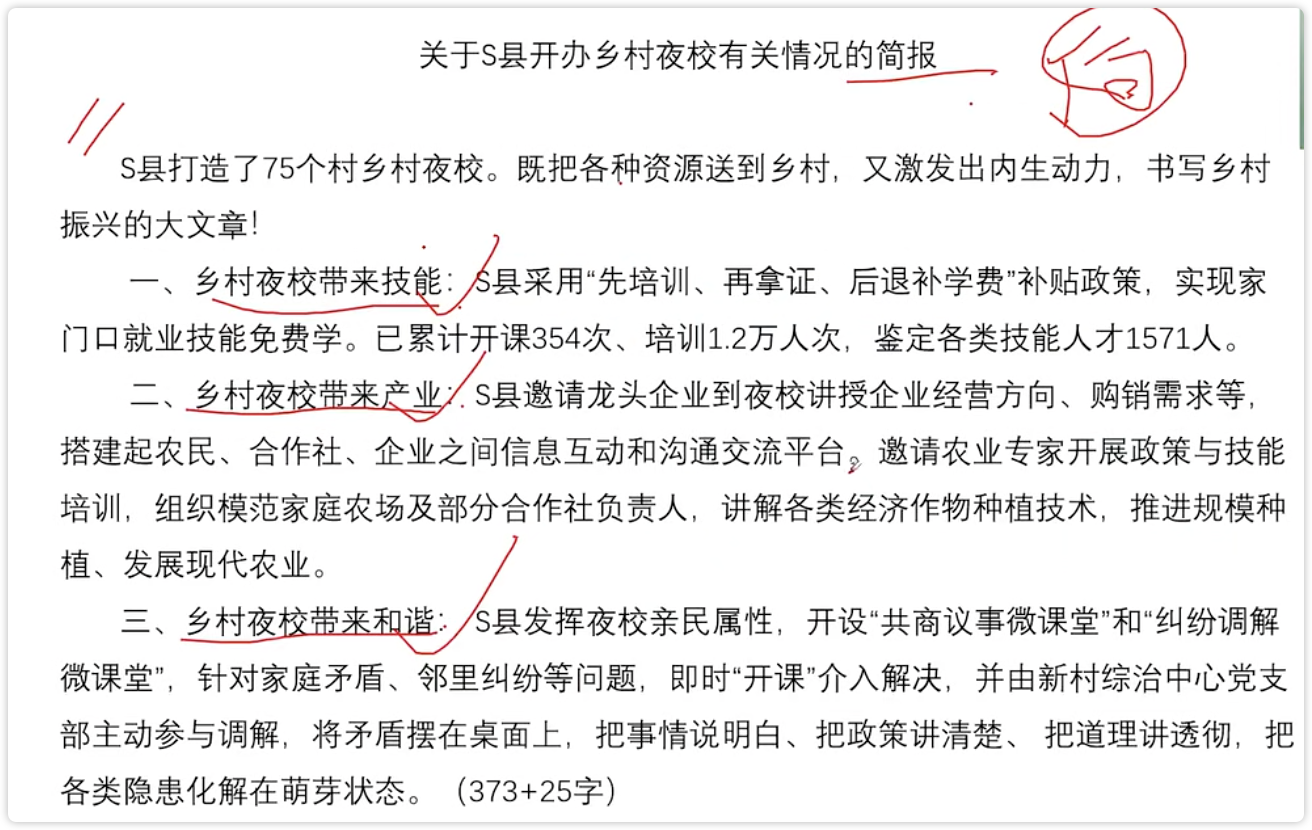 关于S县开办乡村夜校有关情况的简报
S县打造了75个村乡村夜校。既把各种资源送到乡村，又激发出内生动力，书写乡村
振兴的大文章！
一、乡村夜校带来技能：S县采用“先培训、再拿证、后退补学费”补贴政策，实现家
门口就业技能免费学。已累计开课354次、培训1.2万人次，鉴定各类技能人才1571人。
二、乡村夜校带来产业：S县邀请龙头企业到夜校讲授企业经营方向、购销需求等，
搭建起农民、合作社、企业之间信息互动和沟通交流平台。邀请农业专家开展政策与技能
培训，组织模范家庭农场及部分合作社负责人，讲解各类经济作物种植技术，推进规模种
植、发展现代农业。
三、乡村夜校带来和谐：S县发挥夜校亲民属性，开设“共商议事微课堂”和“纠纷调解
微课堂”，针对家庭矛盾、邻里纠纷等问题，即时“开课”介入解决，并由新村综治中心党支
部主动参与调解，将矛盾摆在桌面上，把事情说明白、把政策讲清楚、 把道理讲透彻，把
各类隐患化解在萌芽状态。（373+25字）